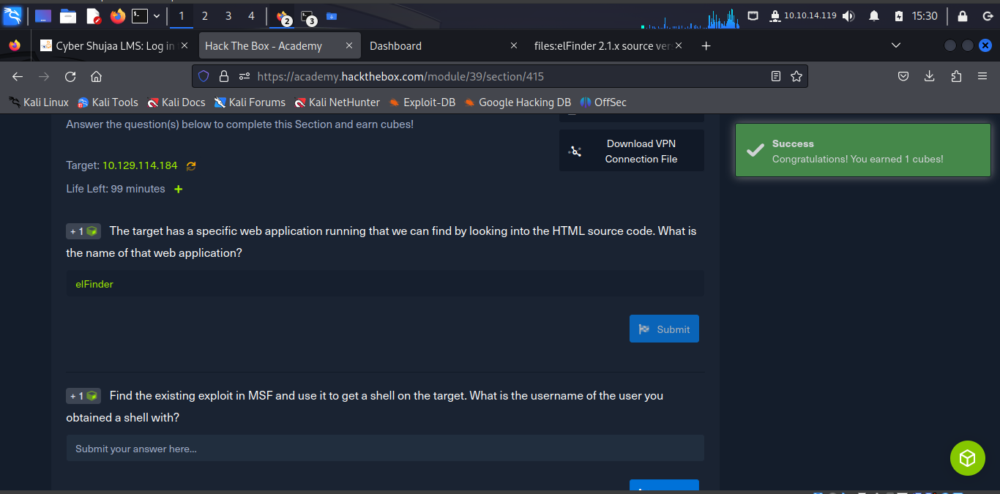 1 2 3 4 2 3 10.10.14.119 15:30
Cyber Shujaa LMS: Log in Hack The Box - Academy Dashboard files:elFinder 2.1.x source ver
https://academy.hackthebox.com/module/39/section/415
Kali Linux Kali Tools Kali Docs Kali Forums Kali NetHunter Exploit-DB Google Hacking DB OffSec
Answer the question(s) below to complete this Section and earn cubes!
Download VPN
Connection File
Success
Congratulations! You earned 1 cubes!
Target: 10.129.114.184
Life Left: 99 minutes +
+ 1 The target has a specific web application running that we can find by looking into the HTML source code. What is
the name of that web application?
elFinder
Submit
+ 1 Find the existing exploit in MSF and use it to get a shell on the target. What is the username of the user you
obtained a shell with?
Submit your answer here...